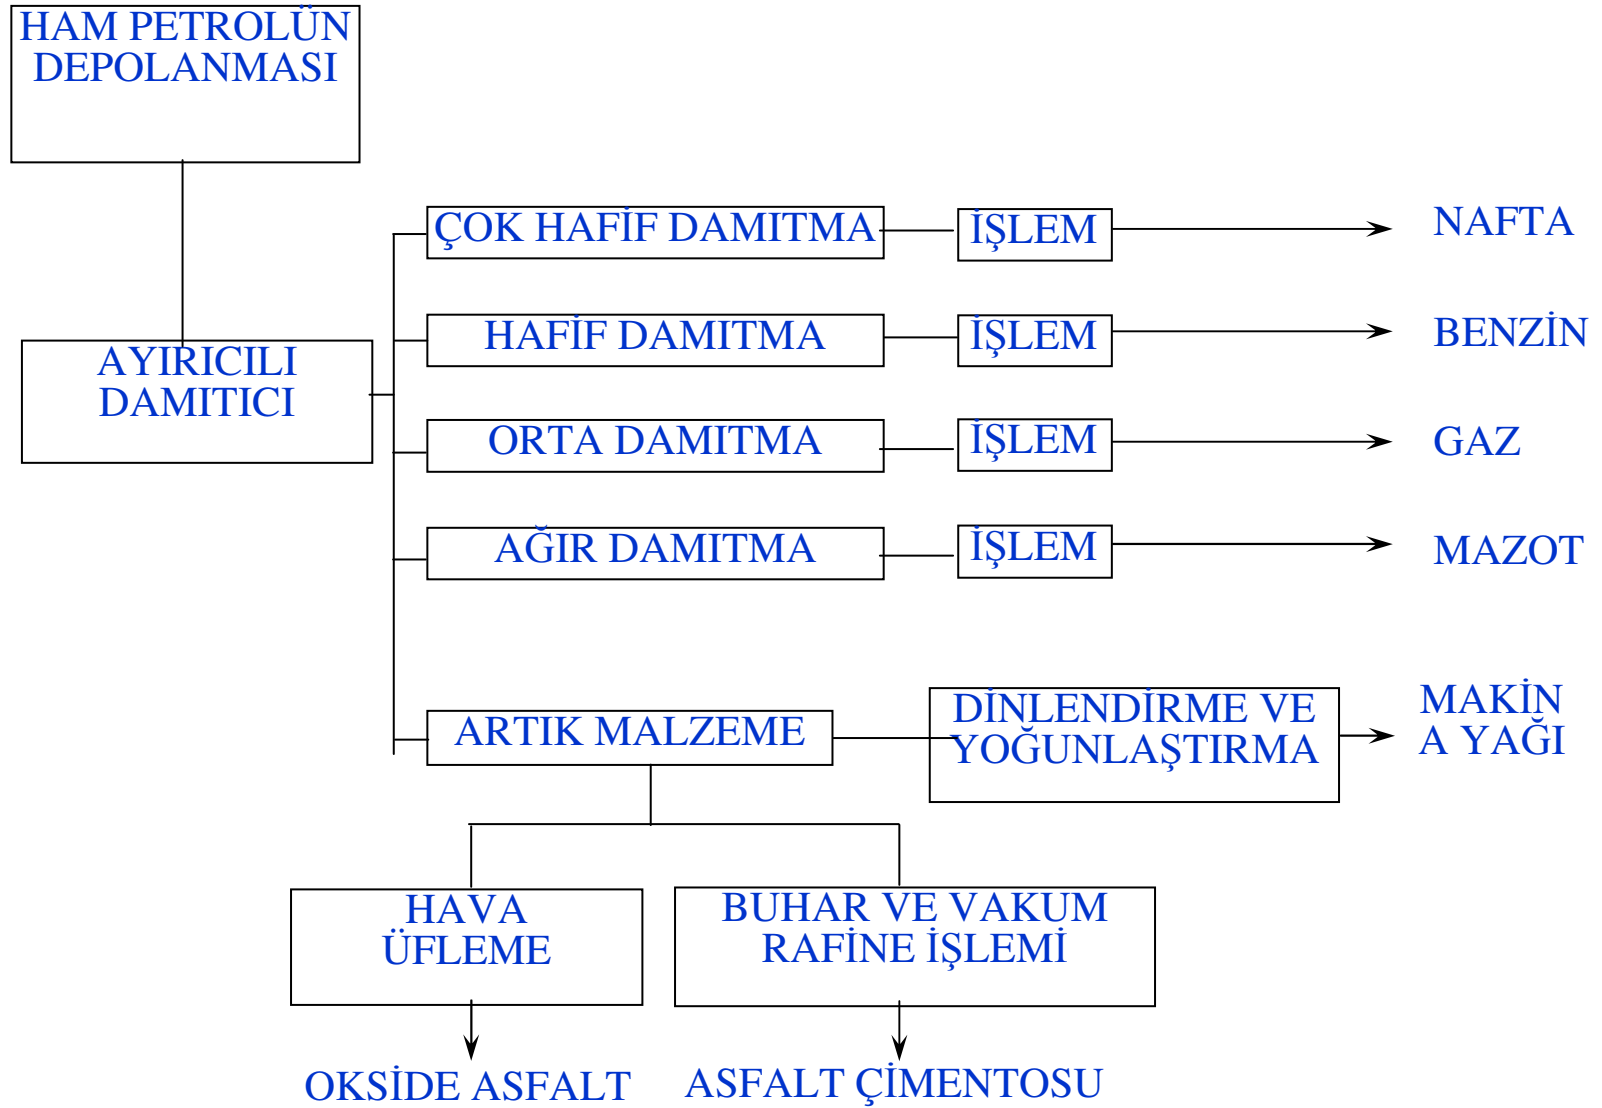 HAM PETROLÜN
DEPOLANMASI
ÇOK HAFİF DAMITMA
İŞLEM
NAFTA
HAFİF DAMITMA
İŞLEM
BENZİN
AYIRICILI
DAMITICI
ORTA DAMITMA
İŞLEM
GAZ
AĞIR DAMITMA
İŞLEM
MAZOT
ARTIK MALZEME
DİNLENDİRME VE
YOĞUNLAŞTIRMA
MAKİN
A YAĞI
HAVA
ÜFLEME
BUHAR VE VAKUM
RAFİNE İŞLEMİ
OKSİDE ASFALT
ASFALT ÇİMENTOSU